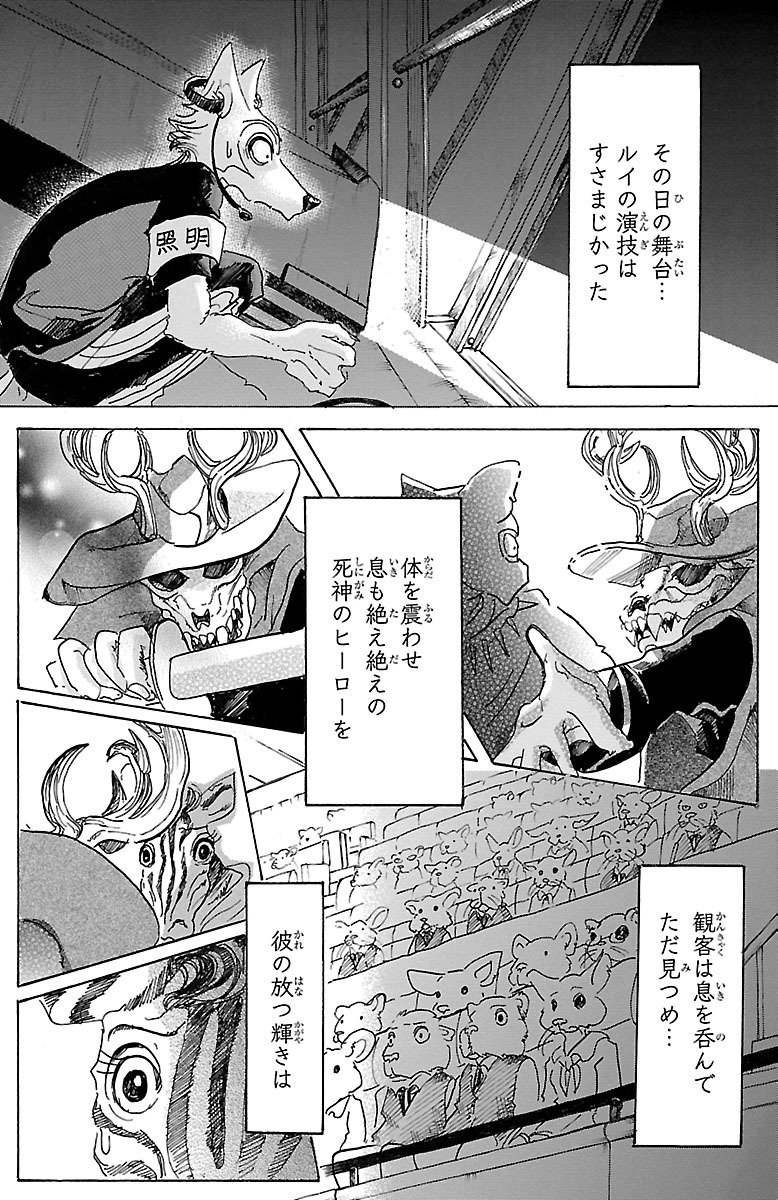 その日の舞台…
ルイの演技は
すさまじかった
照明
体を震わせ
息も絶え絶えの
死神のヒーローを
観客は息を呑んで
ただ見つめ…
彼の放つ輝きは